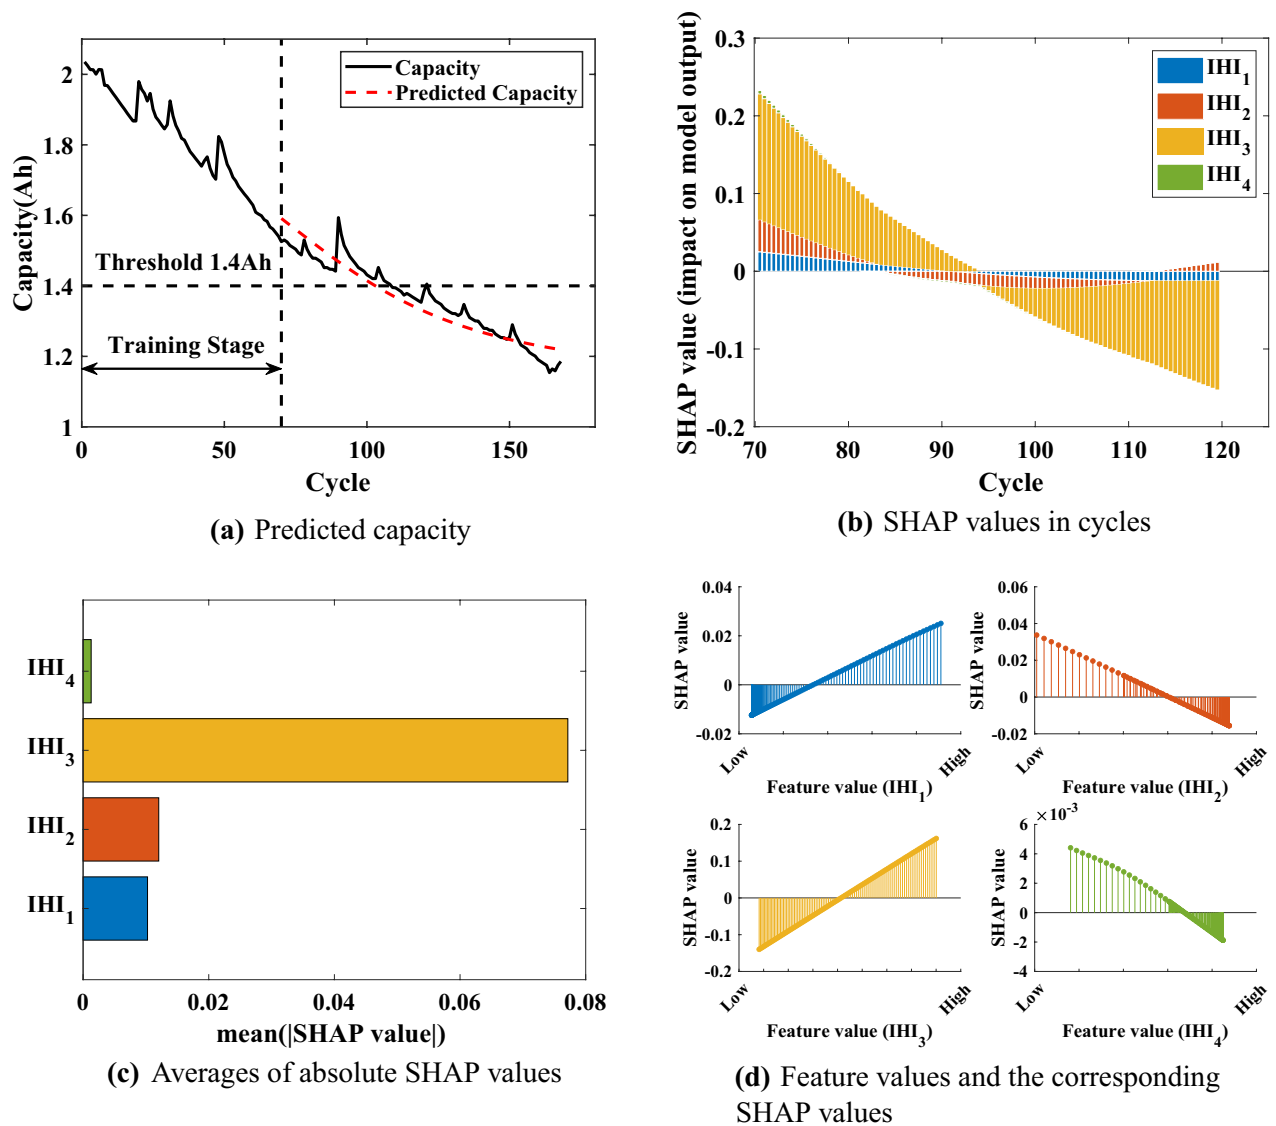 2
1.8
1.6
1.4
1.2
1
Capacity(Ah)
Capacity
Predicted Capacity
Threshold 1.4Ah
Training Stage
0
50
100
150
Cycle
(a) Predicted capacity
0.3
0.2
0.1
0
-0.1
-0.2
SHAP value (impact on model output)
IHI1
IHI2
IHI3
IHI4
70
80
90
100
110
120
Cycle
(b) SHAP values in cycles
IHI4
IHI3
IHI2
IHI1
0
0.02
0.04
0.06
0.08
mean(|SHAP value|)
(c) Averages of absolute SHAP values
0.04
0.02
0
-0.02
SHAP value
Low
High
Feature value (IHI1)
0.06
0.04
0.02
0
-0.02
SHAP value
Low
High
Feature value (IHI2)
0.2
0.1
0
-0.1
-0.2
SHAP value
Low
High
Feature value (IHI3)
×10-3
6
4
2
0
-2
-4
SHAP value
Low
High
Feature value (IHI4)
(d) Feature values and the corresponding
SHAP values